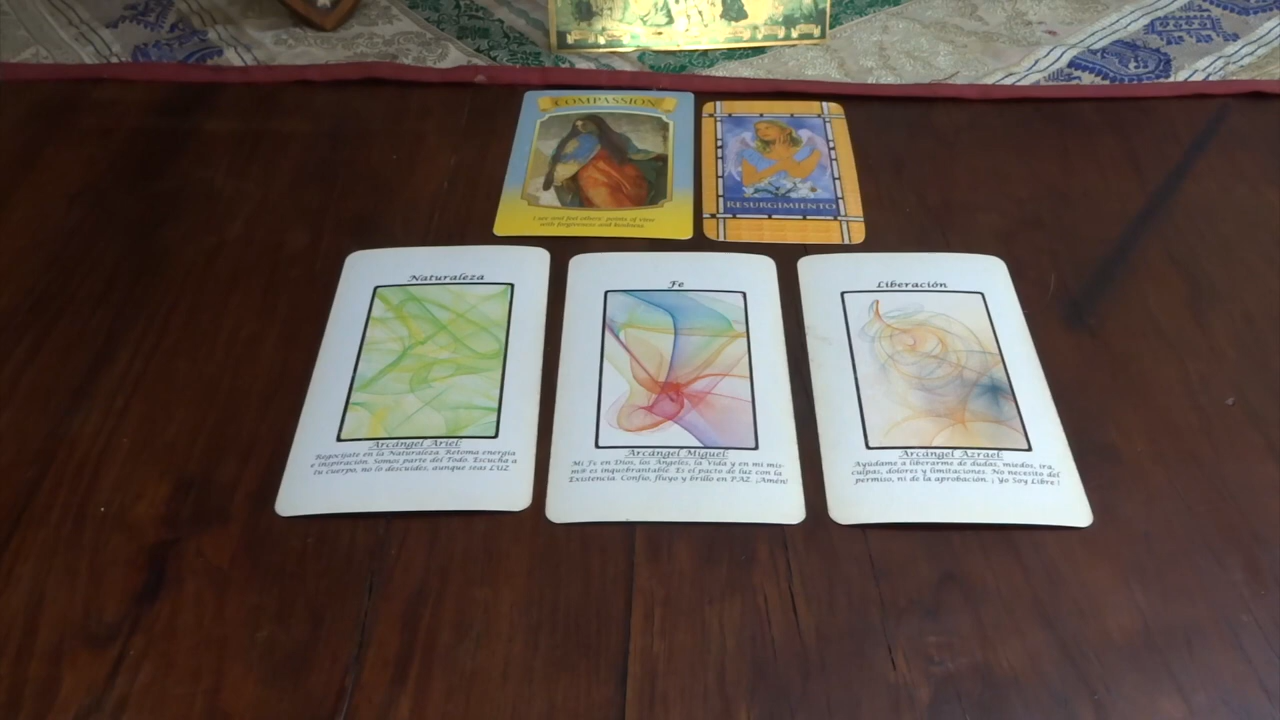 COMPASSION
I see and feel others' points of view
with forgiveness and kindness.
RESURGIMIENTO
Naturaleza
Arcángel Ariel:
Regocíjate en la Naturaleza. Retoma energía
e inspiración. Somos parte del Todo. Escucha a
tu cuerpo, no lo descuides, aunque seas LUZ.
Fe
Arcángel Miguel:
Mi Fe en Dios, los Ángeles, la Vida y en mi mis-
m@ es inquebrantable. Es el pacto de luz con la
Existencia. Confío, fluyo y brillo en PAZ. ¡Amén!
Liberación
Arcángel Azrael:
Ayúdame a liberarme de dudas, miedos, ira,
culpas, dolores y limitaciones. No necesito del
permiso, ni de la aprobación. ¡ Yo Soy Libre !